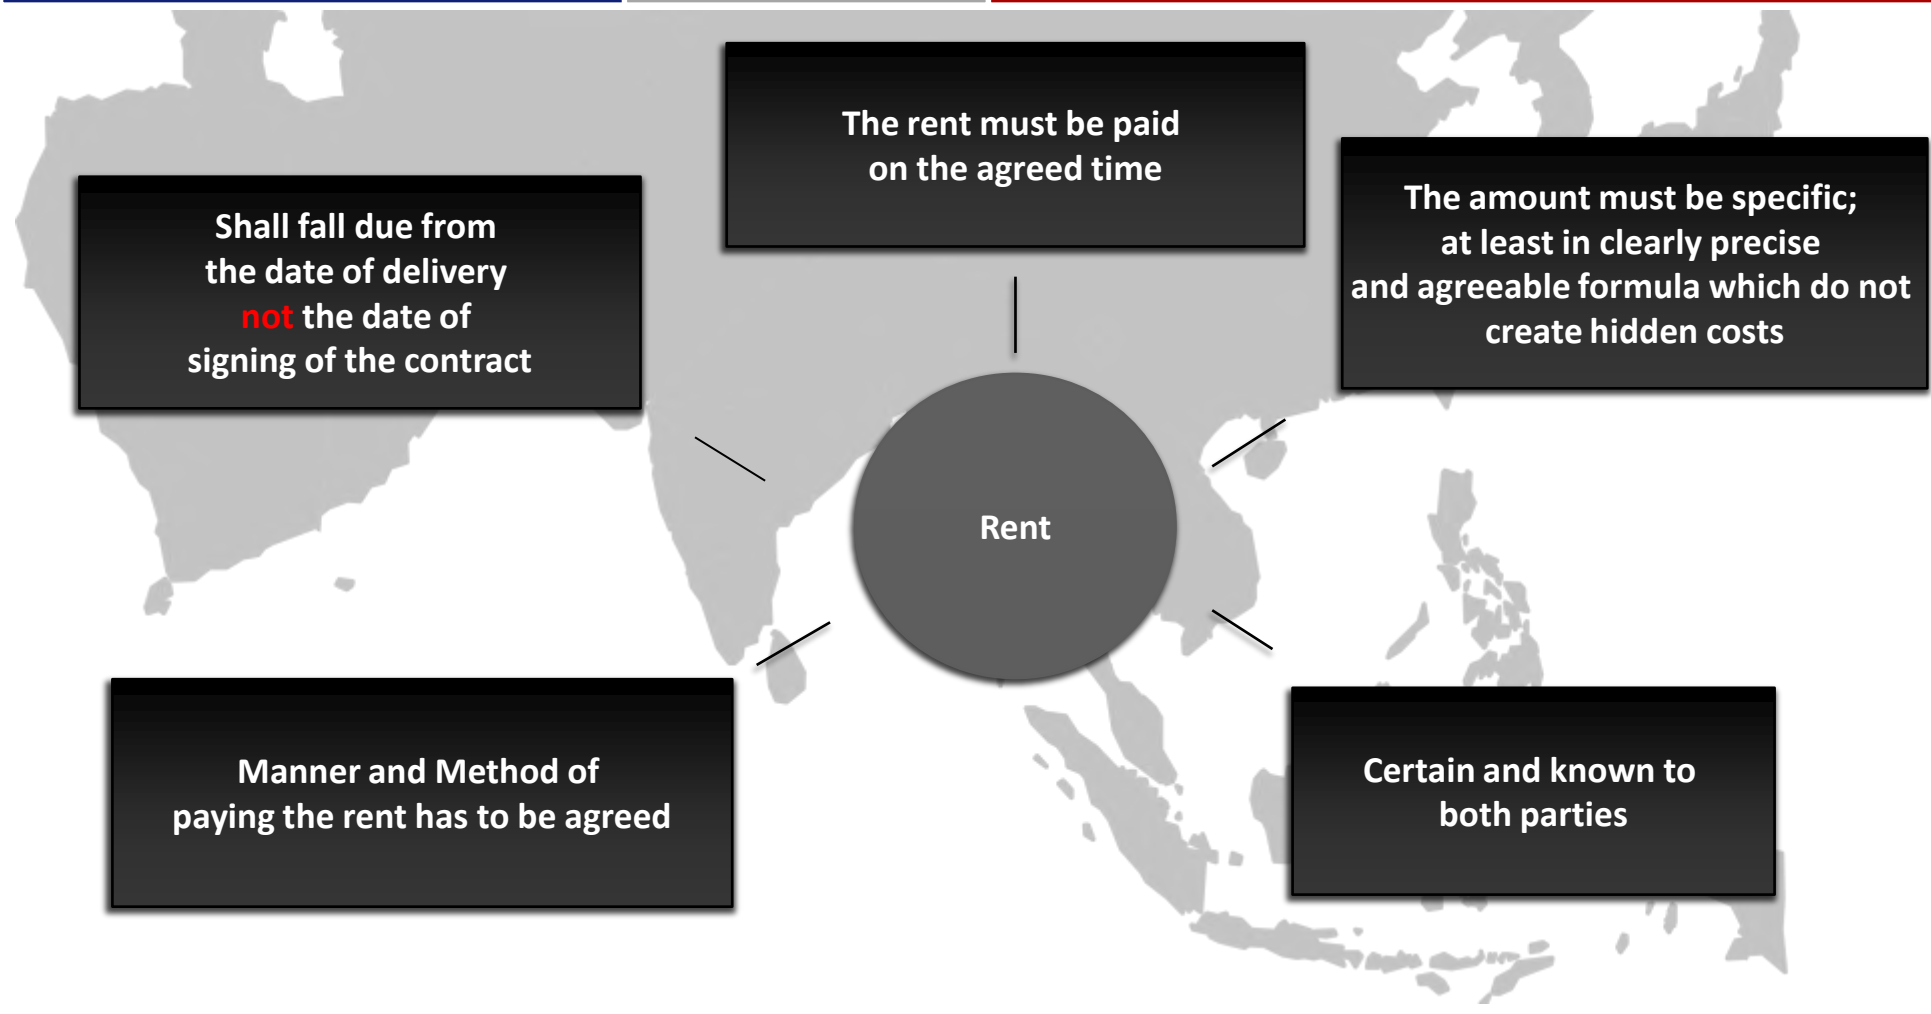 The rent must be paid
on the agreed time
Shall fall due from
the date of delivery
not the date of
signing of the contract
The amount must be specific;
at least in clearly precise
and agreeable formula which do not
create hidden costs
Rent
Manner and Method of
paying the rent has to be agreed
Certain and known to
both parties